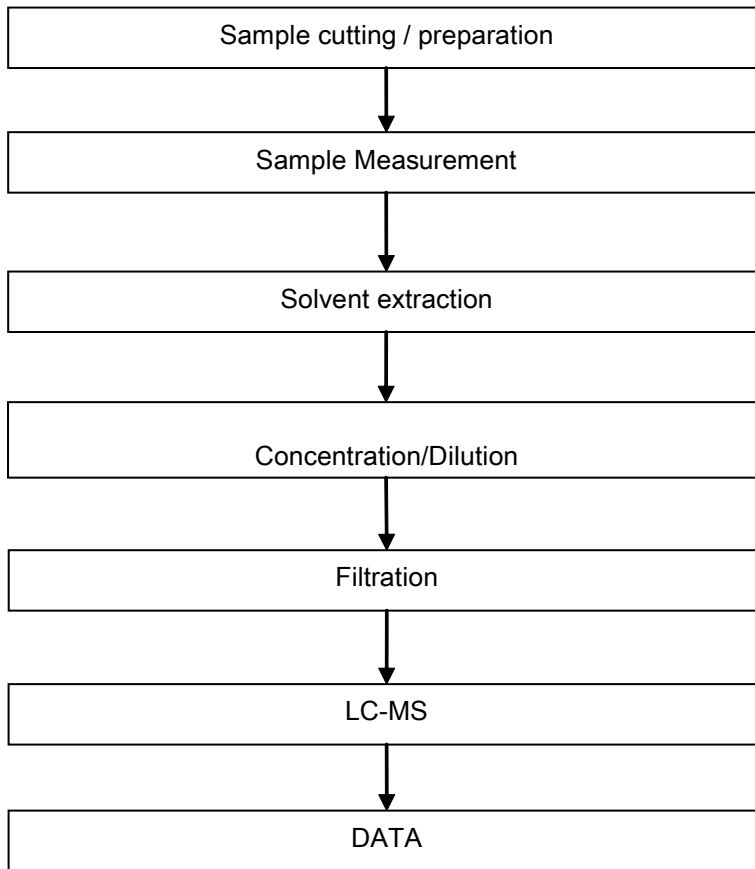 Sample cutting / preparation
Sample Measurement
Solvent extraction
Concentration/Dilution
Filtration
LC-MS
DATA